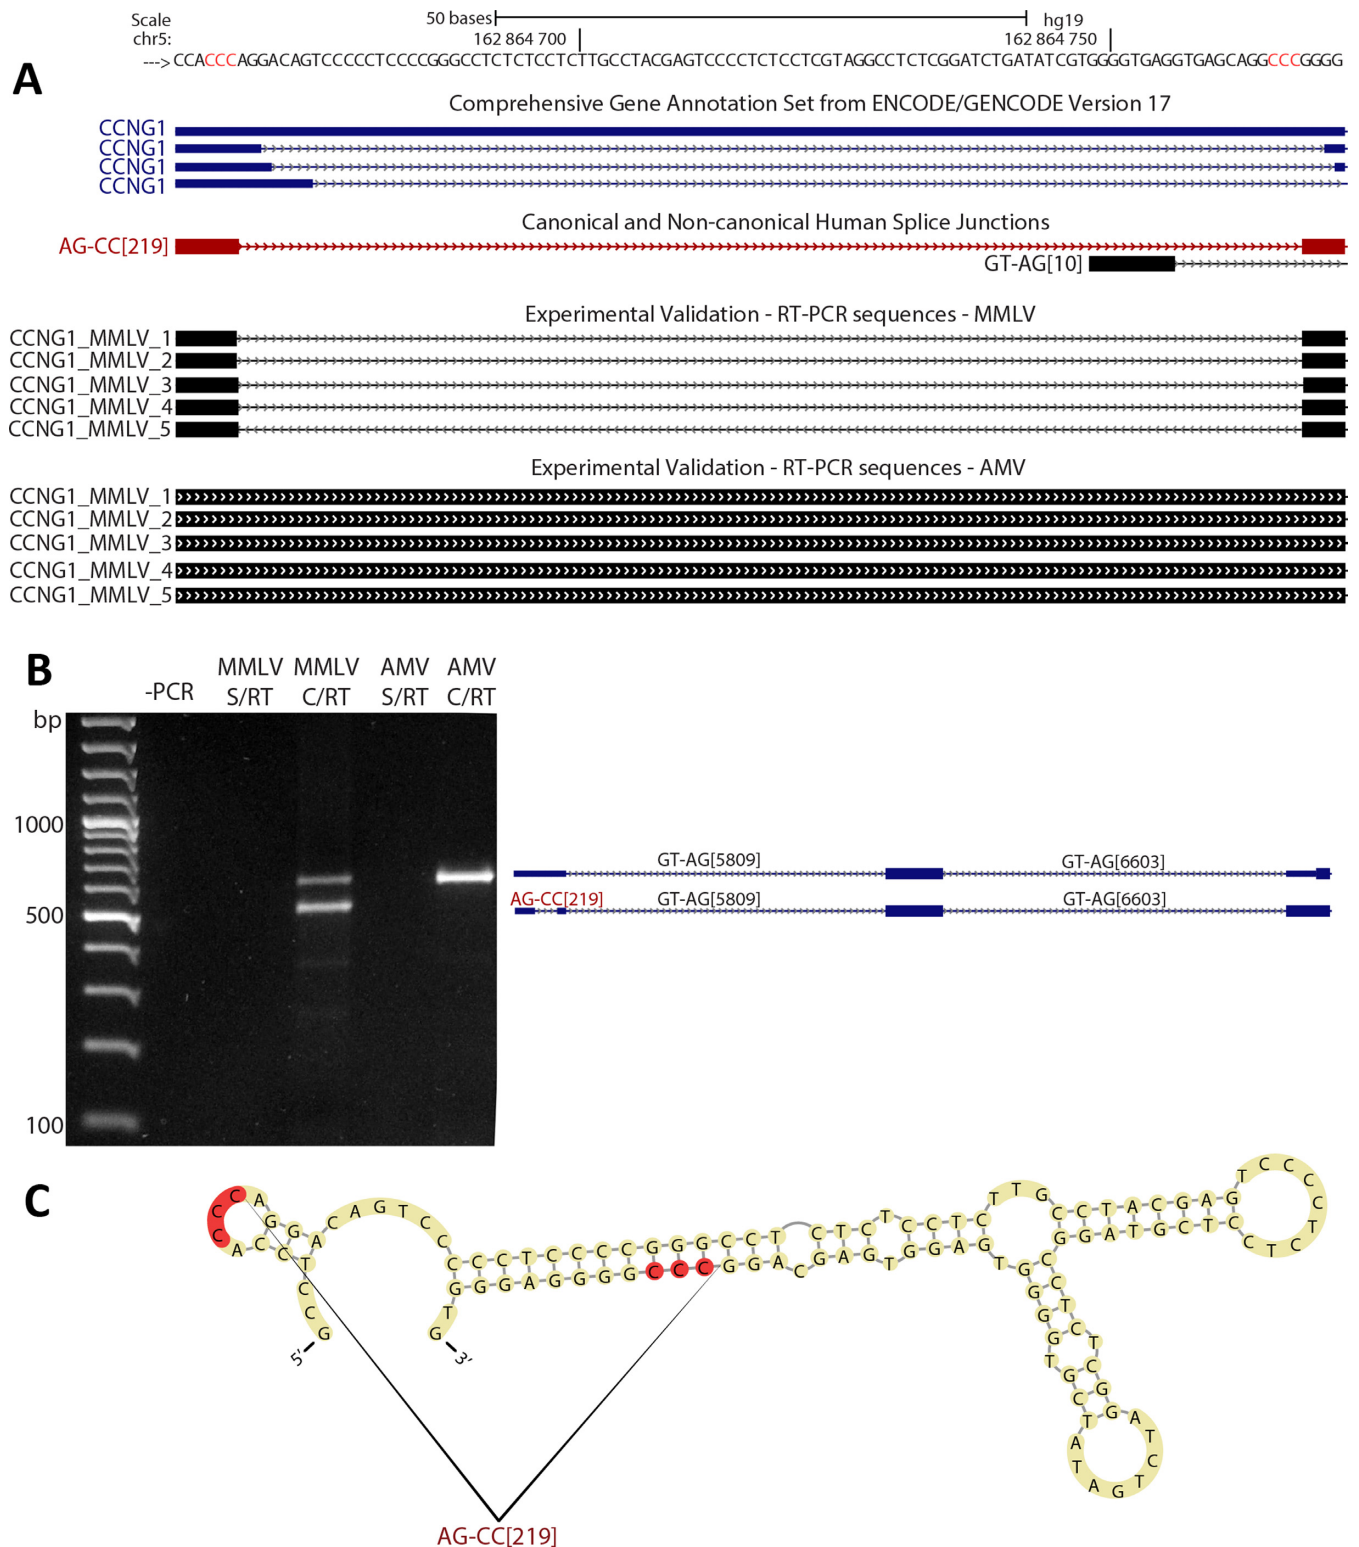 Scale 50 bases hg19
chr5: 162 864 700 162 864 750
---> CCACCCAGGACAGTCCCCCTCCCCGGGCCTCTCTCCTCTTGCCTACGAGTCCCCTCTCCTCGTAGGCCTCTCGGATCTGATATCGTGGGGTGAGGTGAGCAGGCCCGGGG
A
Comprehensive Gene Annotation Set from ENCODE/GENCODE Version 17
CCNG1
CCNG1
CCNG1
CCNG1
Canonical and Non-canonical Human Splice Junctions
AG-CC[219]
GT-AG[10]
Experimental Validation - RT-PCR sequences - MMLV
CCNG1_MMLV_1
CCNG1_MMLV_2
CCNG1_MMLV_3
CCNG1_MMLV_4
CCNG1_MMLV_5
Experimental Validation - RT-PCR sequences - AMV
CCNG1_MMLV_1
CCNG1_MMLV_2
CCNG1_MMLV_3
CCNG1_MMLV_4
CCNG1_MMLV_5
B
-PCR MMLV S/RT MMLV C/RT AMV S/RT AMV C/RT
bp
1000
500
100
GT-AG[5809] GT-AG[6603]
AG-CC[219] GT-AG[5809] GT-AG[6603]
C
5'
3'
AG-CC[219]